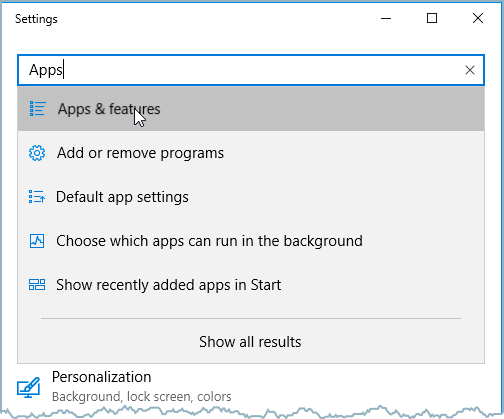 Settings
Apps
Apps & features
Add or remove programs
Default app settings
Choose which apps can run in the background
Show recently added apps in Start
Show all results
Personalization
Background, lock screen, colors